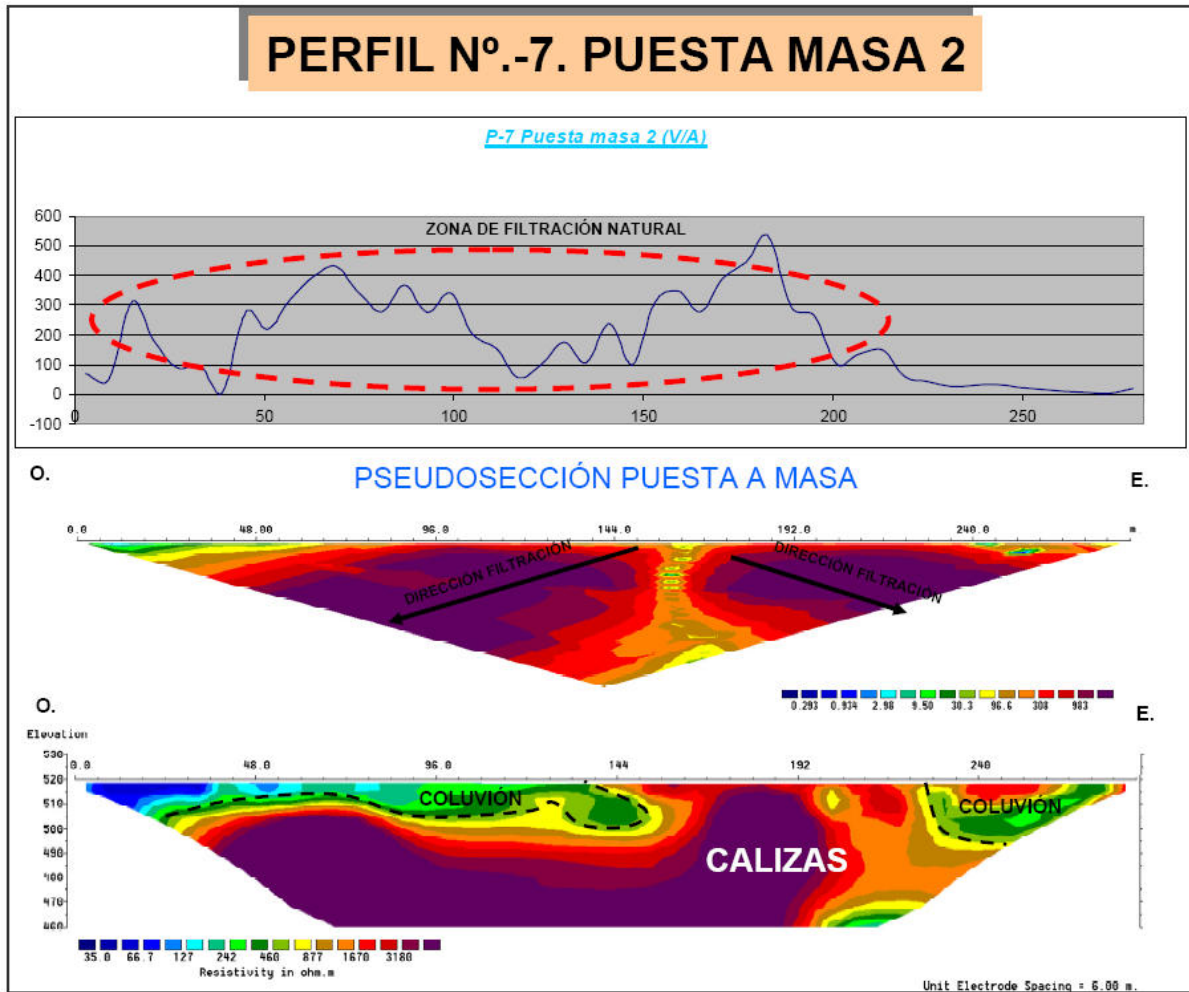 PERFIL Nº.-7. PUESTA MASA 2
P-7 Puesta masa 2 (V/A)
ZONA DE FILTRACIÓN NATURAL
600
500
400
300
200
100
0
-100
0 50 100 150 200 250
O. PSEUDOSECCIÓN PUESTA A MASA E.
0.0 48.00 96.0 144.0 192.0 240.0 m
DIRECCIÓN FILTRACIÓN
DIRECCIÓN FILTRACIÓN
0.293 0.934 2.98 9.50 30.3 96.6 308 983
O. E.
Elevation
0.0 48.0 96.0 144 192 240
530
520
510
500
490
480
470
460
COLUVIÓN
COLUVIÓN
CALIZAS
35.0 66.7 127 242 460 877 1670 3180
Resistivity in ohm.m
Unit Electrode Spacing = 6.00 m.